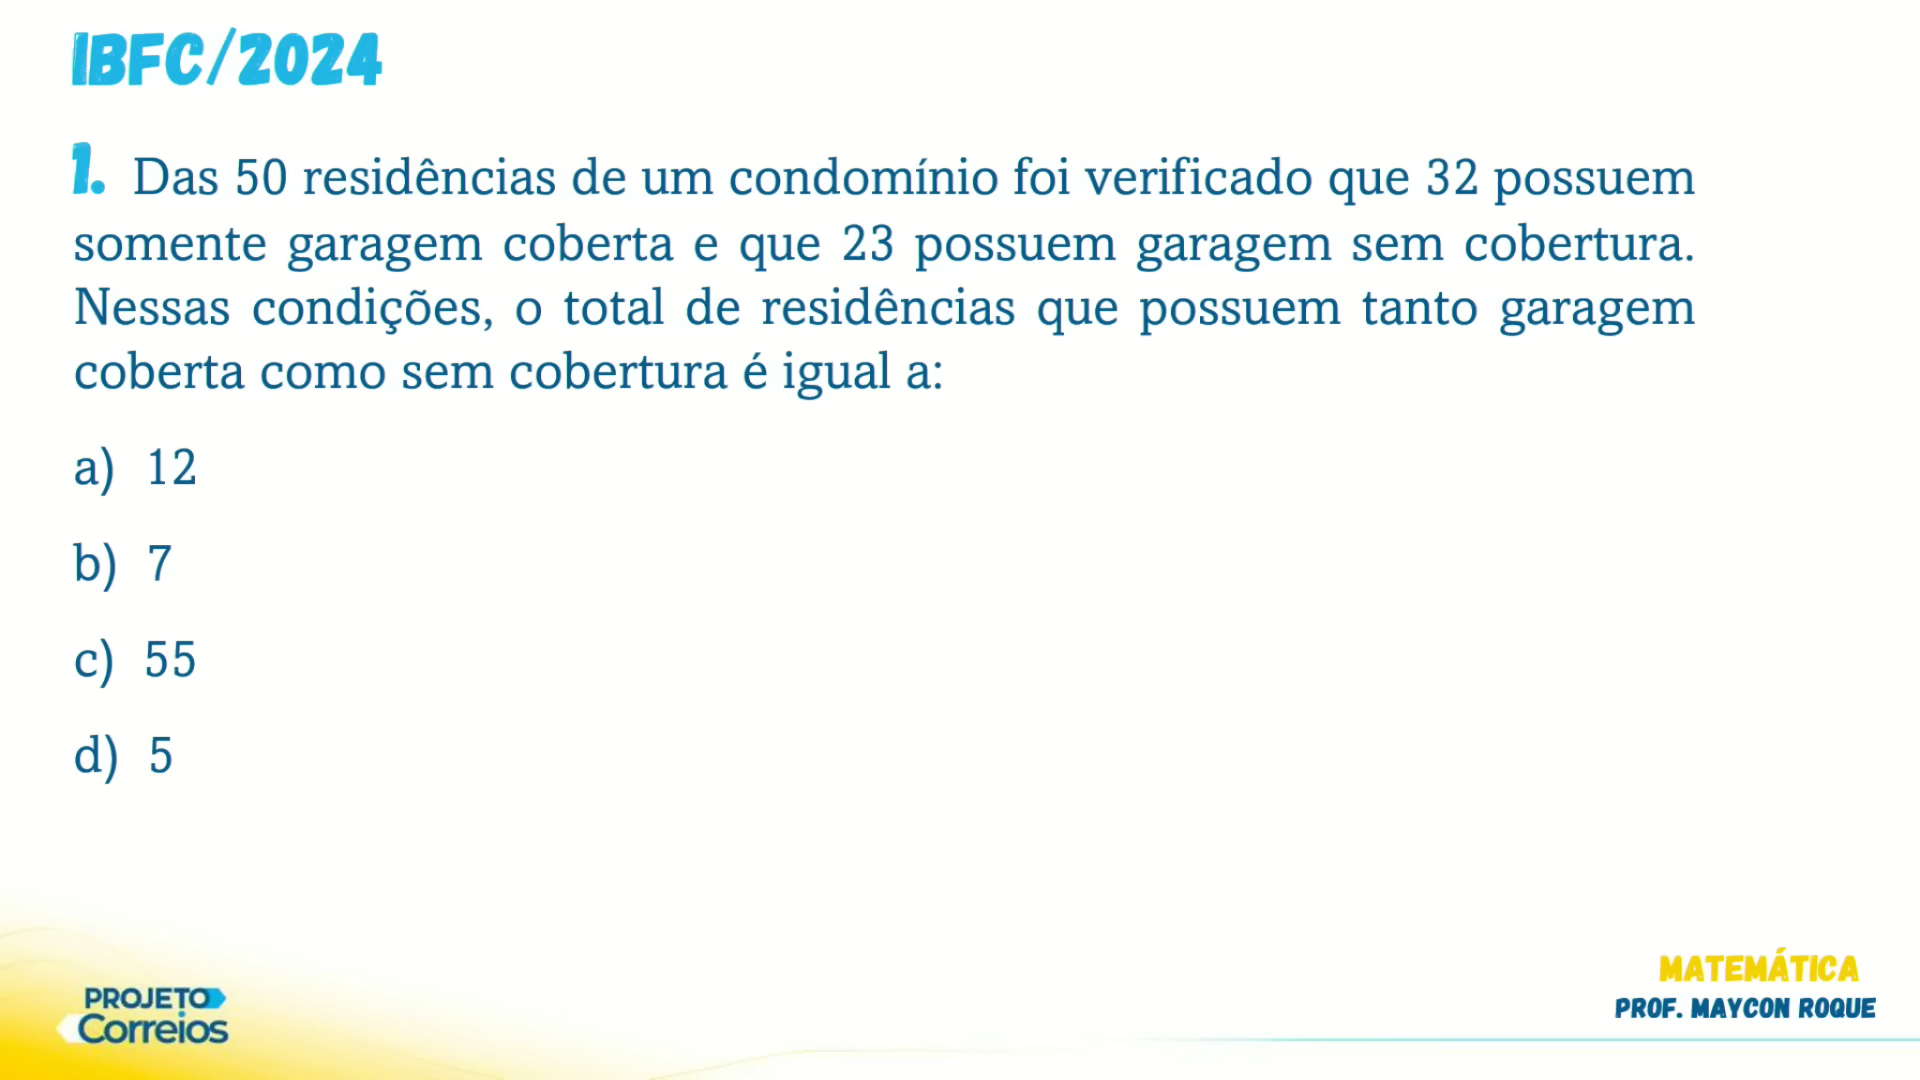 IBFC/2024
1. Das 50 residências de um condomínio foi verificado que 32 possuem
somente garagem coberta e que 23 possuem garagem sem cobertura.
Nessas condições, o total de residências que possuem tanto garagem
coberta como sem cobertura é igual a:
a) 12
b) 7
c) 55
d) 5
PROJETO
Correios
MATEMÁTICA
PROF. MAYCON ROQUE